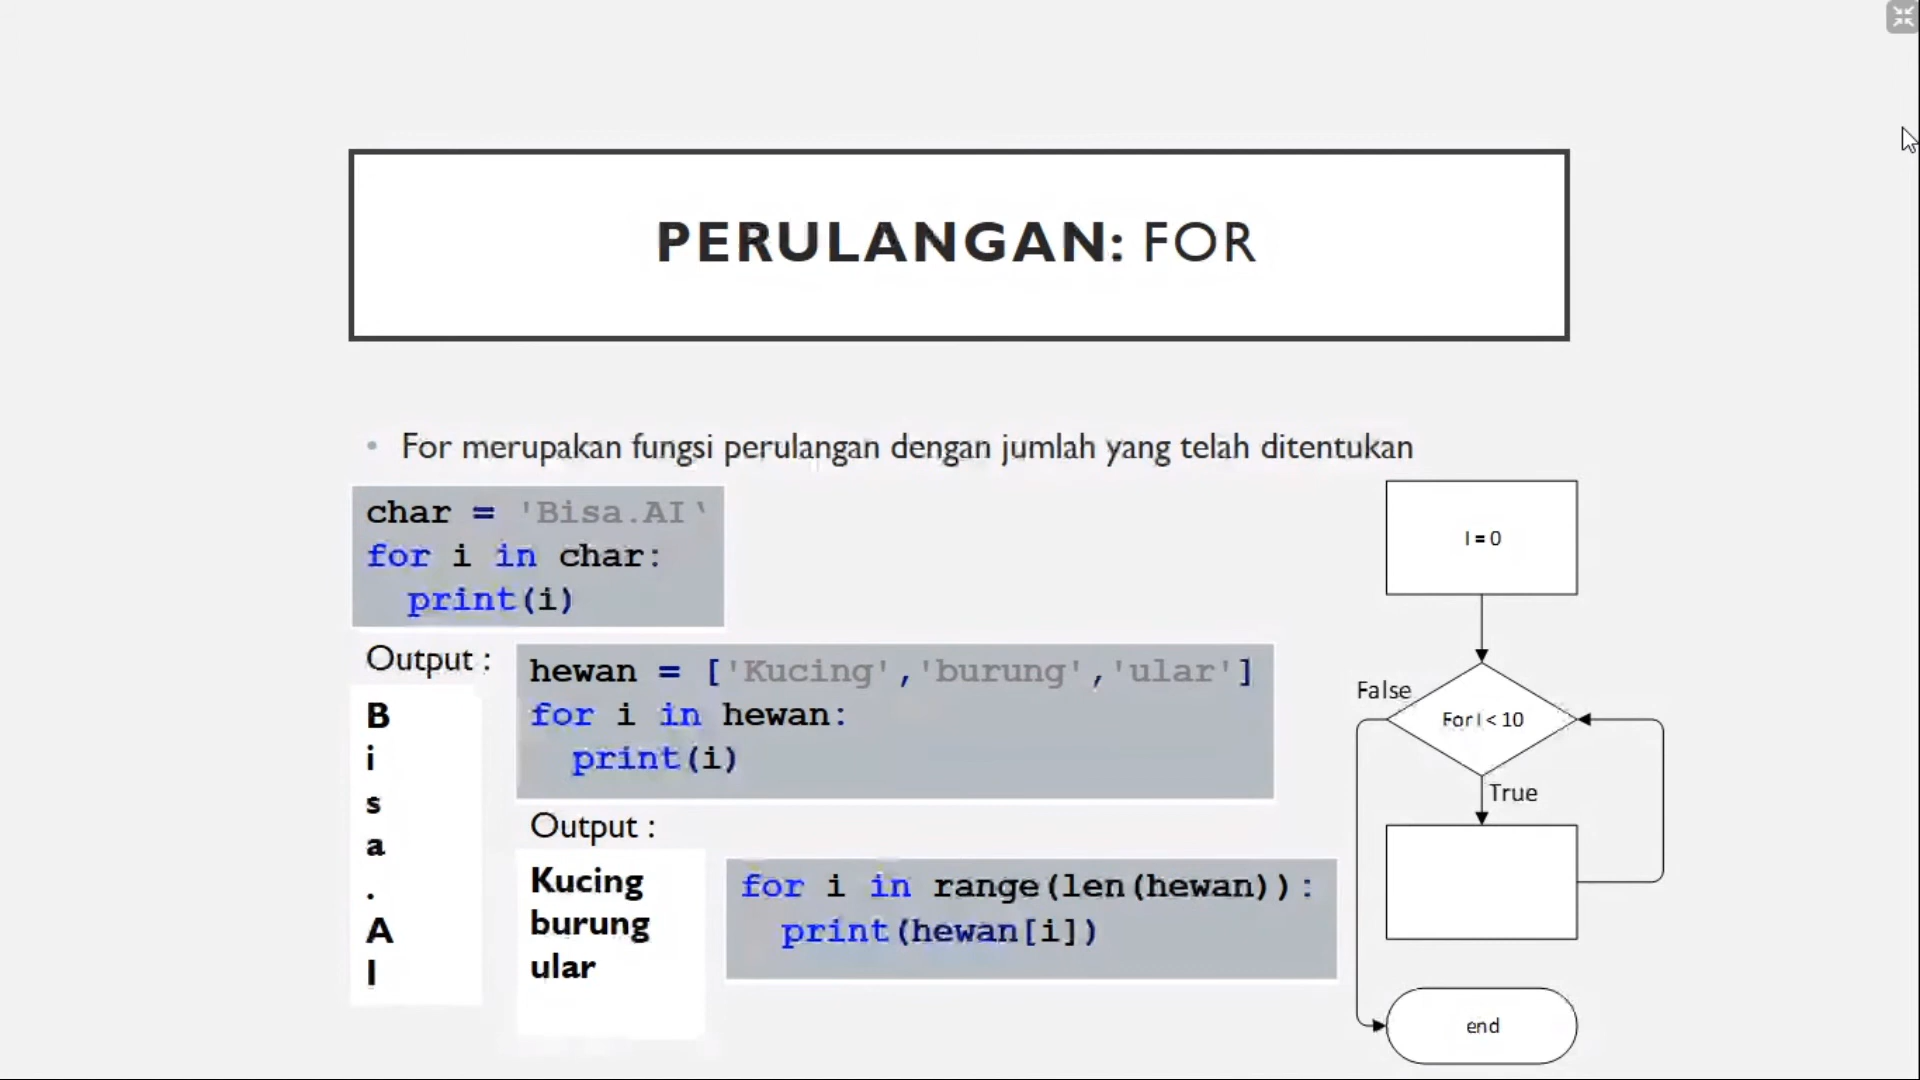 PERULANGAN: FOR
• For merupakan fungsi perulangan dengan jumlah yang telah ditentukan
char = 'Bisa.AI‘
for i in char:
print(i)
Output :
B
i
s
a
.
A
I
hewan = ['Kucing','burung','ular']
for i in hewan:
print(i)
Output :
Kucing
burung
ular
for i in range(len(hewan)):
print(hewan[i])
I = 0
For I < 10
False
True
end